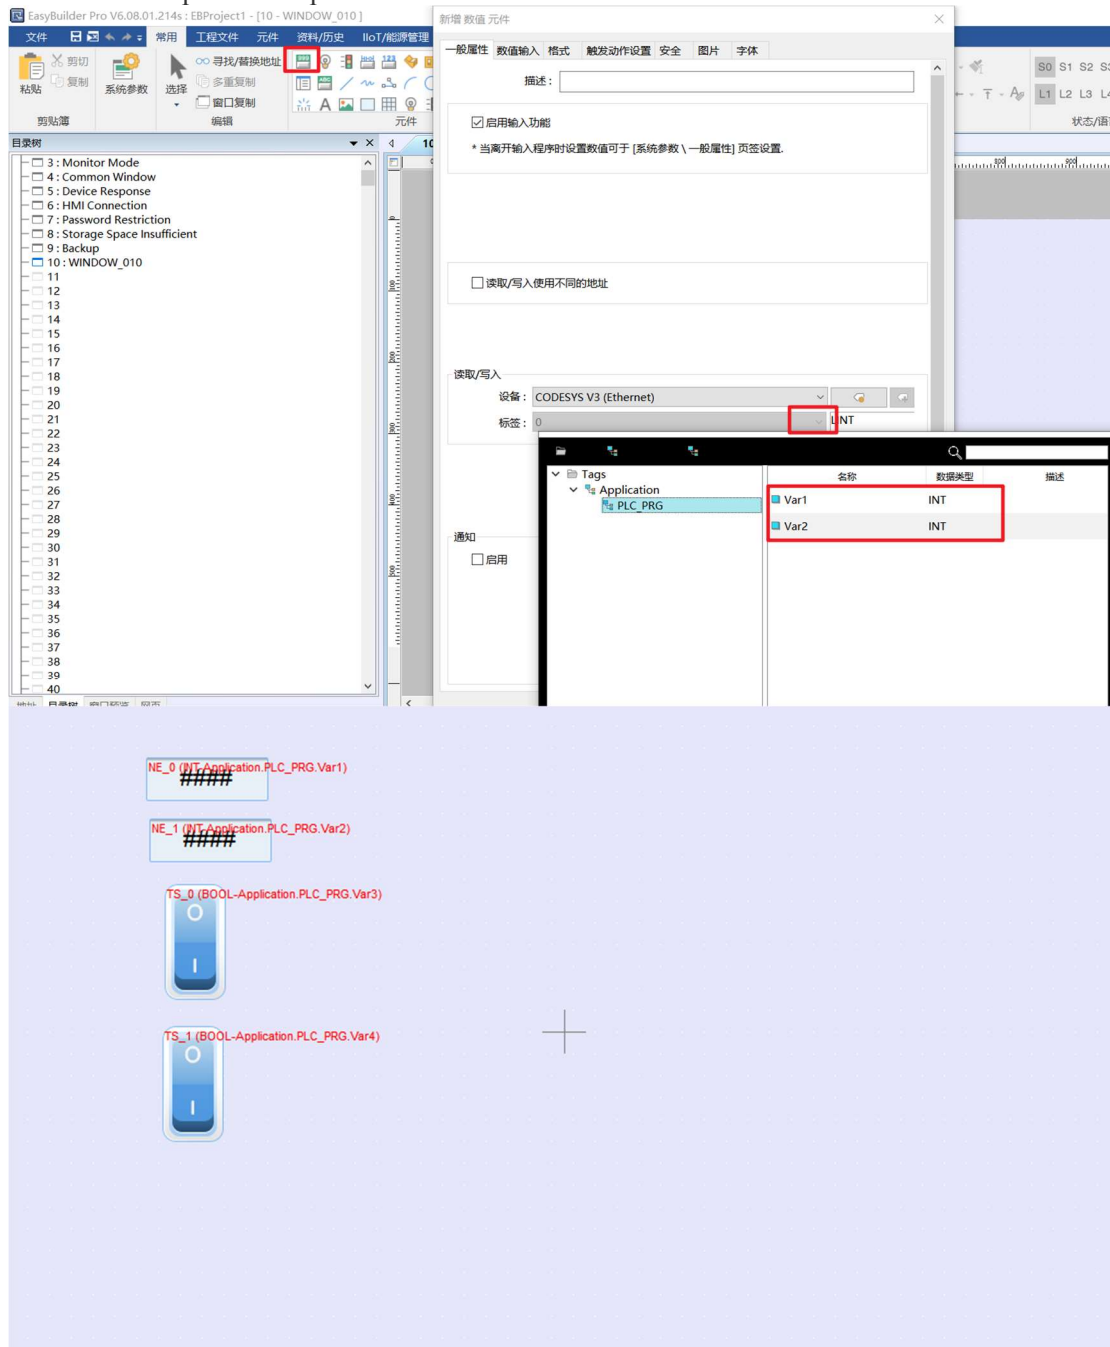 EasyBuilder Pro V6.08.01.214s : EBProject1 - [10 - WINDOW_010 ]
文件 常用 工程文件 元件 资料/历史 IIoT/能源管理
粘贴 剪切 复制
剪贴簿
系统参数 选择 寻找/替换地址 多重复制 窗口复制
编辑
元件
S0 S1 S2 S3
L1 L2 L3 L4
状态/语
目录树
3 : Monitor Mode
4 : Common Window
5 : Device Response
6 : HMI Connection
7 : Password Restriction
8 : Storage Space Insufficient
9 : Backup
10 : WINDOW_010
11
12
13
14
15
16
17
18
19
20
21
22
23
24
25
26
27
28
29
30
31
32
33
34
35
36
37
38
39
40
新增 数值 元件
一般属性 数值输入 格式 触发动作设置 安全 图片 字体
描述 :
启用输入功能
* 当离开输入程序时设置数值可于 [系统参数 \ 一般属性] 页签设置.
读取/写入使用不同的地址
读取/写入
设备 : CODESYS V3 (Ethernet)
标签 : 0
通知
启用
Tags
Application
PLC_PRG
名称 数据类型 描述
Var1 INT
Var2 INT
NE_0 (INT-Application.PLC_PRG.Var1)
####
NE_1 (INT-Application.PLC_PRG.Var2)
####
TS_0 (BOOL-Application.PLC_PRG.Var3)
O
I
TS_1 (BOOL-Application.PLC_PRG.Var4)
O
I